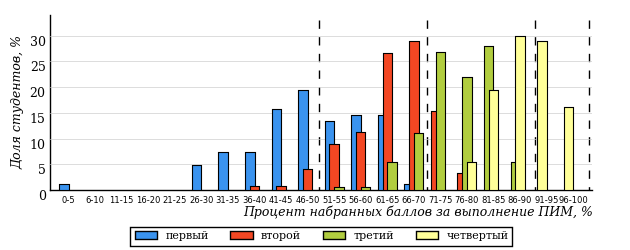 Доля студентов, %
30
25
20
15
10
5
0
0-5 6-10 11-15 16-20 21-25 26-30 31-35 36-40 41-45 46-50 51-55 56-60 61-65 66-70 71-75 76-80 81-85 86-90 91-95 96-100
Процент набранных баллов за выполнение ПИМ, %
первый второй третий четвертый